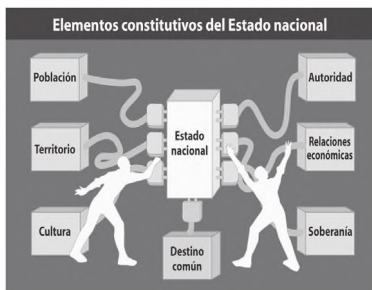 Elementos constitutivos del Estado nacional
Población
Autoridad
Territorio
Estado
nacional
Relaciones
económicas
Cultura
Destino
común
Soberanía